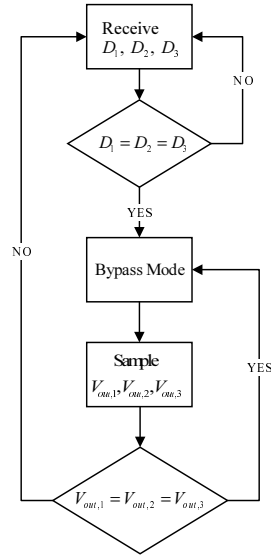 Receive
D₁, D₂, D₃
NO
D₁ = D₂ = D₃
YES
NO
Bypass Mode
YES
Sample
Vₒᵤₜ,₁, Vₒᵤₜ,₂, Vₒᵤₜ,₃
Vₒᵤₜ,₁ = Vₒᵤₜ,₂ = Vₒᵤₜ,₃